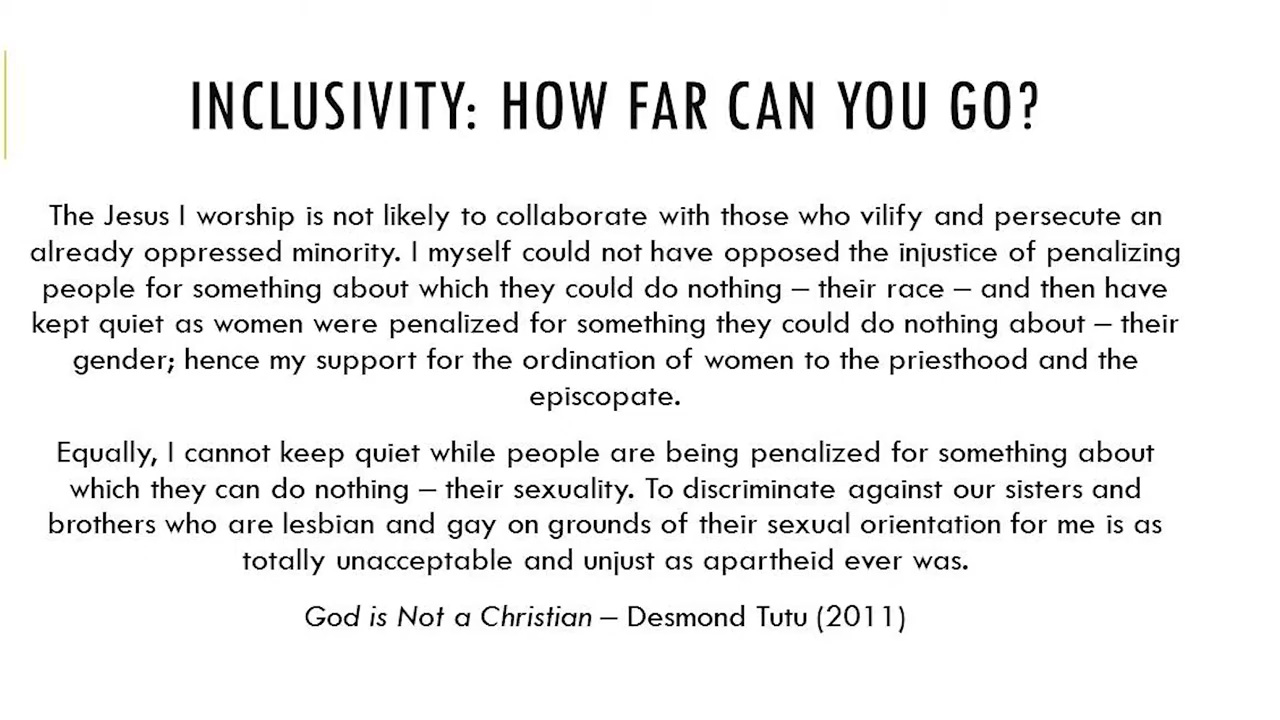 INCLUSIVITY: HOW FAR CAN YOU GO?
The Jesus I worship is not likely to collaborate with those who vilify and persecute an
already oppressed minority. I myself could not have opposed the injustice of penalizing
people for something about which they could do nothing – their race – and then have
kept quiet as women were penalized for something they could do nothing about – their
gender; hence my support for the ordination of women to the priesthood and the
episcopate.
Equally, I cannot keep quiet while people are being penalized for something about
which they can do nothing – their sexuality. To discriminate against our sisters and
brothers who are lesbian and gay on grounds of their sexual orientation for me is as
totally unacceptable and unjust as apartheid ever was.
God is Not a Christian – Desmond Tutu (2011)